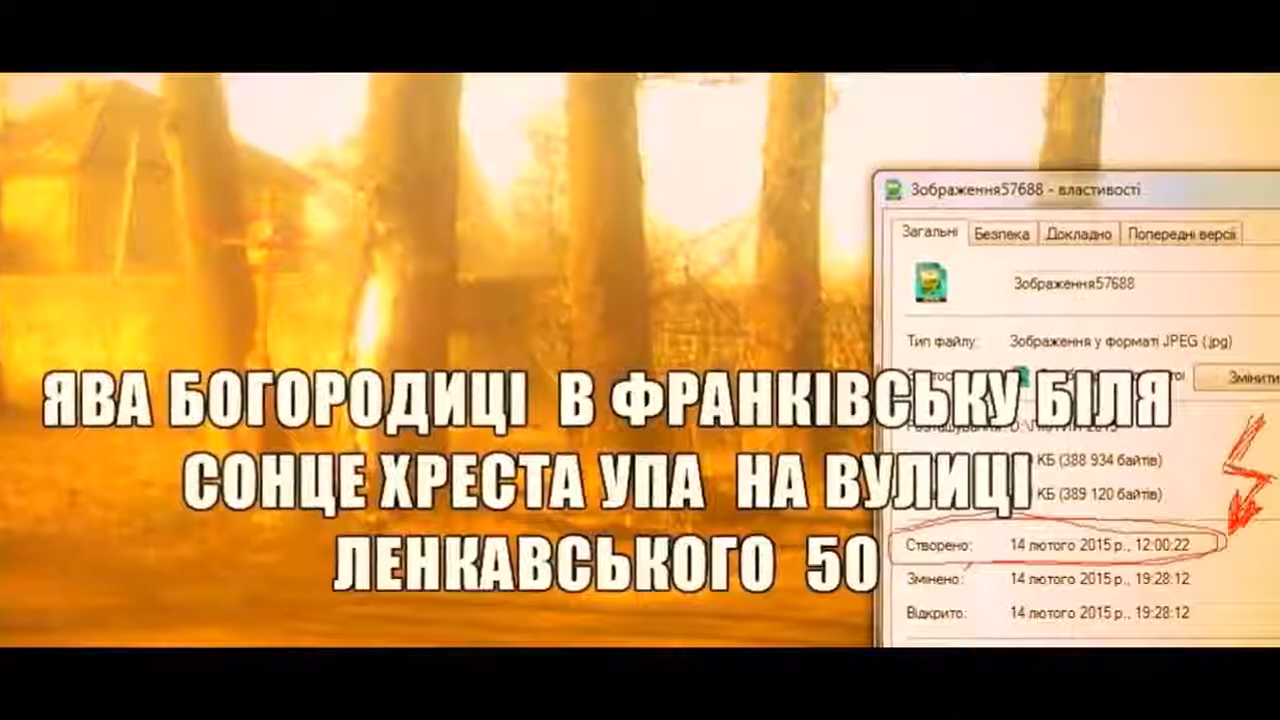 Зображення57688 - властивості
Загальні Безпека Докладно Попередні версії
Зображення57688
Тип файлу: Зображення у форматі JPEG (.jpg)
Змінити
ЯВА БОГОРОДИЦІ В ФРАНКІВСЬКУ БІЛЯ
КБ (388 934 байтів)
СОНЦЕ ХРЕСТА УПА НА ВУЛИЦІ
КБ (389 120 байтів)
ЛЕНКАВСЬКОГО 50
Створено: 14 лютого 2015 р., 12:00:22
Змінено: 14 лютого 2015 р., 19:28:12
Відкрито: 14 лютого 2015 р., 19:28:12